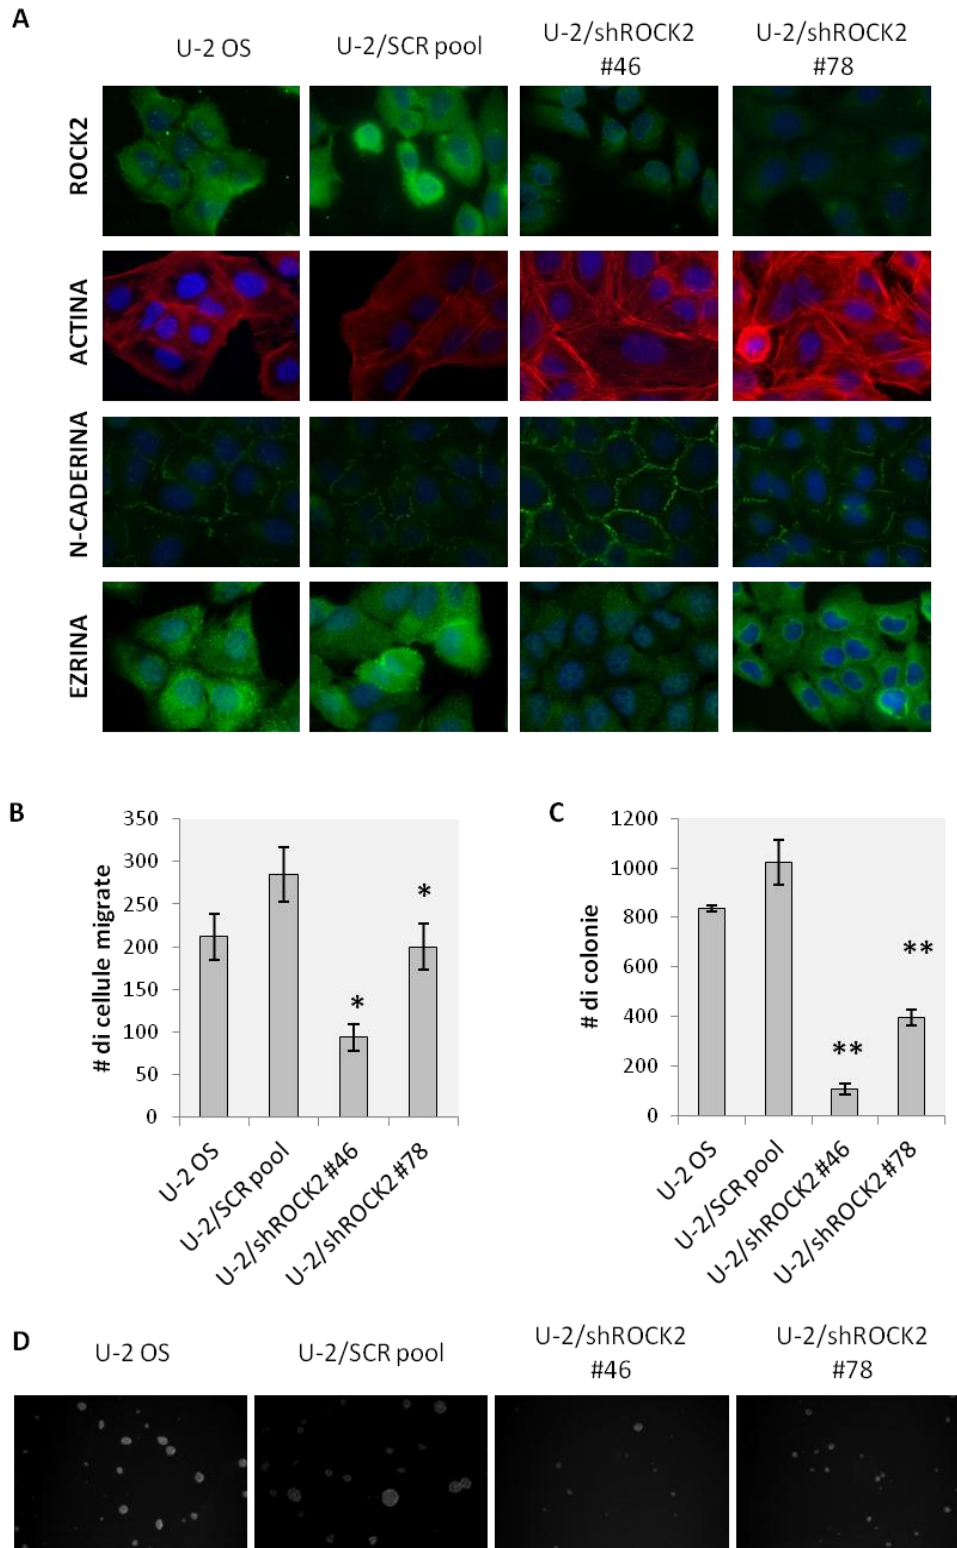 A
U-2 OS
U-2/SCR pool
U-2/shROCK2
#46
U-2/shROCK2
#78
ROCK2
ACTINA
N-CADERINA
EZRINA
B
# di cellule migrate
350
300
250
200
150
100
50
0
*
*
U-2 OS
U-2/SCR pool
U-2/shROCK2 #46
U-2/shROCK2 #78
C
# di colonie
1200
1000
800
600
400
200
0
**
**
U-2 OS
U-2/SCR pool
U-2/shROCK2 #46
U-2/shROCK2 #78
D
U-2 OS
U-2/SCR pool
U-2/shROCK2
#46
U-2/shROCK2
#78